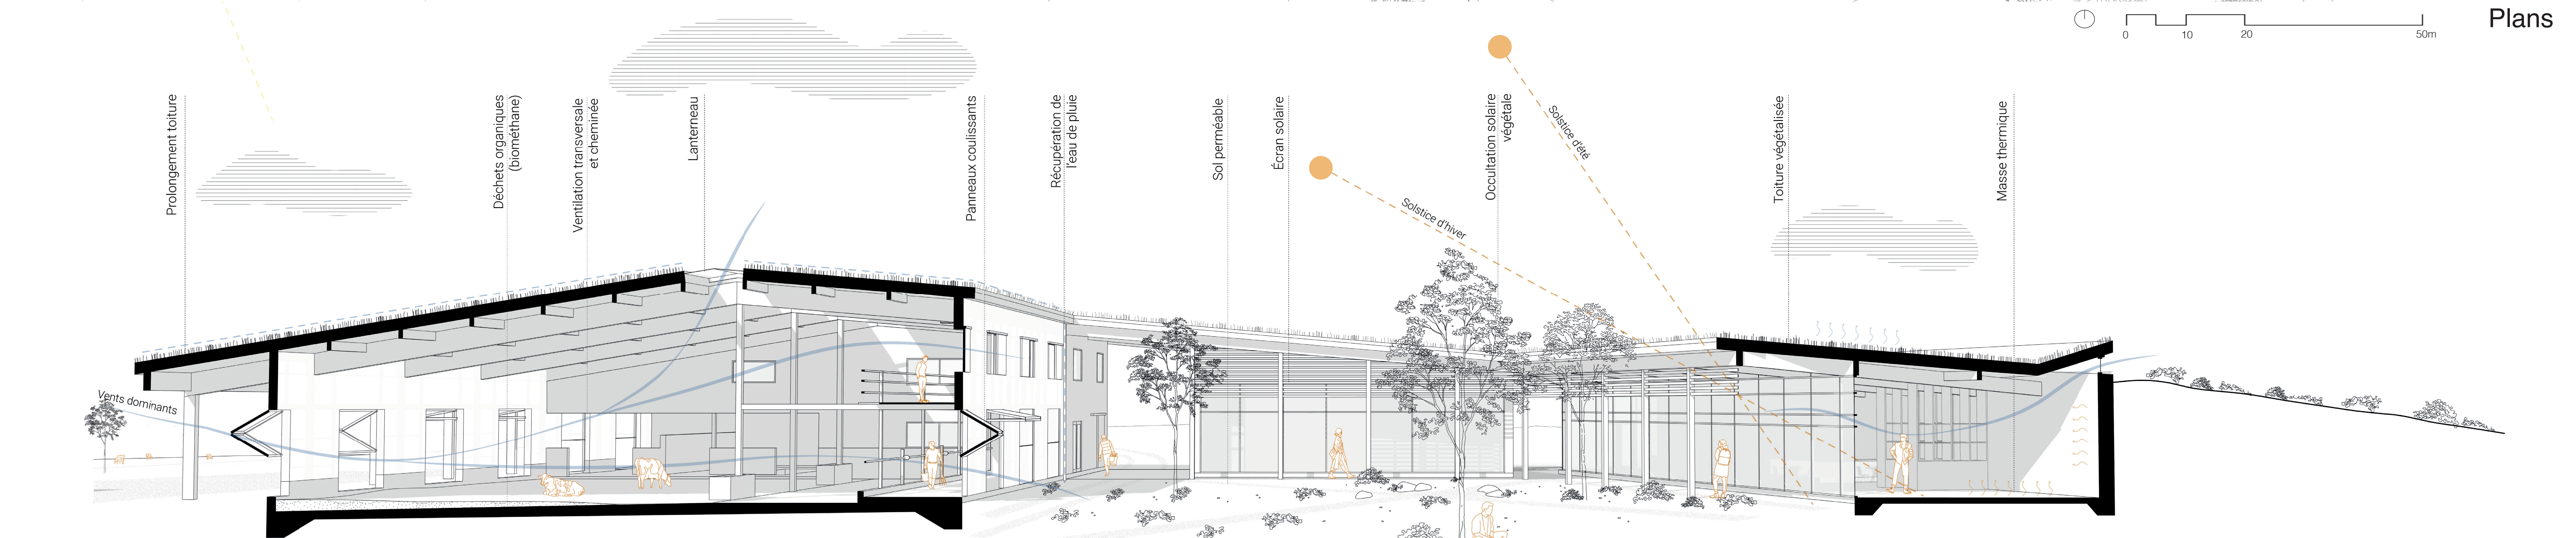 Plans
0 10 20 50m
Prolongement toiture
Déchets organiques
(biométhane)
Ventilation transversale
et cheminée
Lanterneau
Panneaux coulissants
Récupération de
l'eau de pluie
Sol perméable
Écran solaire
Occultation solaire
végétale
Solstice d'été
Solstice d'hiver
Toiture végétalisée
Masse thermique
Vents dominants